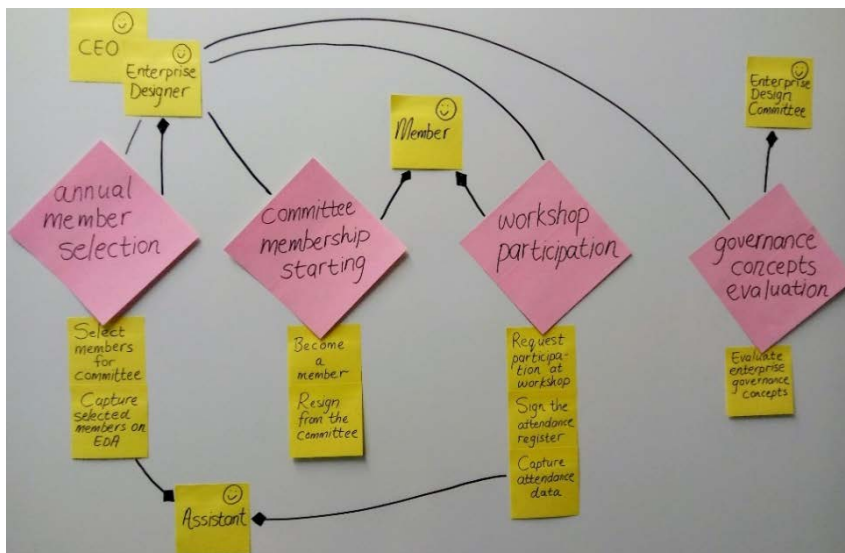 CEO
Enterprise
Designer
Member
Enterprise
Design
Committee
annual
member
selection
committee
membership
starting
workshop
participation
governance
concepts
evaluation
Select
members
for
committee
Capture
selected
members on
EDA
Become
a
member
Resign
from the
committee
Request
participa-
tion at
workshop
Sign the
attendance
register
Capture
attendance
data
Evaluate
enterprise
governance
concepts
Assistant